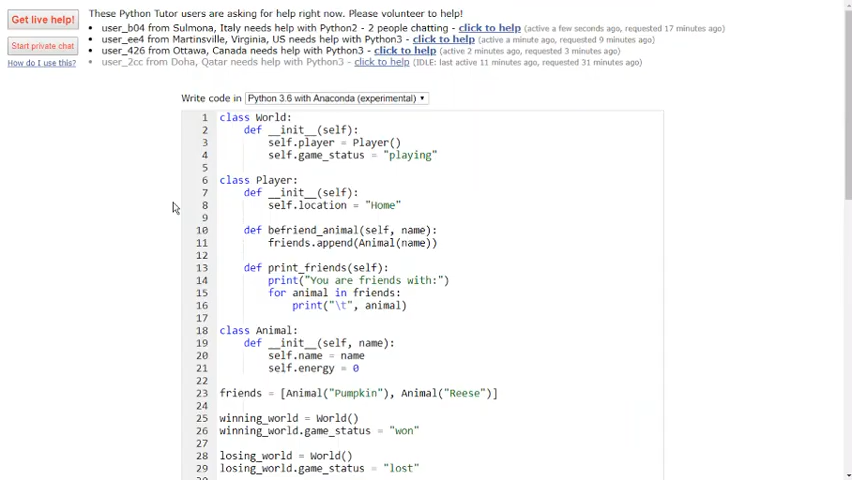 Get live help!
Start private chat
How do I use this?
These Python Tutor users are asking for help right now. Please volunteer to help!
• user_b04 from Sulmona, Italy needs help with Python2 - 2 people chatting - click to help (active a few seconds ago, requested 17 minutes ago)
• user_ee4 from Martinsville, Virginia, US needs help with Python3 - click to help (active a minute ago, requested 9 minutes ago)
• user_426 from Ottawa, Canada needs help with Python3 - click to help (active 2 minutes ago, requested 3 minutes ago)
• user_2cc from Doha, Qatar needs help with Python3 - click to help (IDLE: last active 11 minutes ago, requested 31 minutes ago)
Write code in Python 3.6 with Anaconda (experimental)
1 class World:
2     def __init__(self):
3         self.player = Player()
4         self.game_status = "playing"
5
6 class Player:
7     def __init__(self):
8         self.location = "Home"
9
10     def befriend_animal(self, name):
11         friends.append(Animal(name))
12
13     def print_friends(self):
14         print("You are friends with:")
15         for animal in friends:
16             print("\t", animal)
17
18 class Animal:
19     def __init__(self, name):
20         self.name = name
21         self.energy = 0
22
23 friends = [Animal("Pumpkin"), Animal("Reese")]
24
25 winning_world = World()
26 winning_world.game_status = "won"
27
28 losing_world = World()
29 losing_world.game_status = "lost"